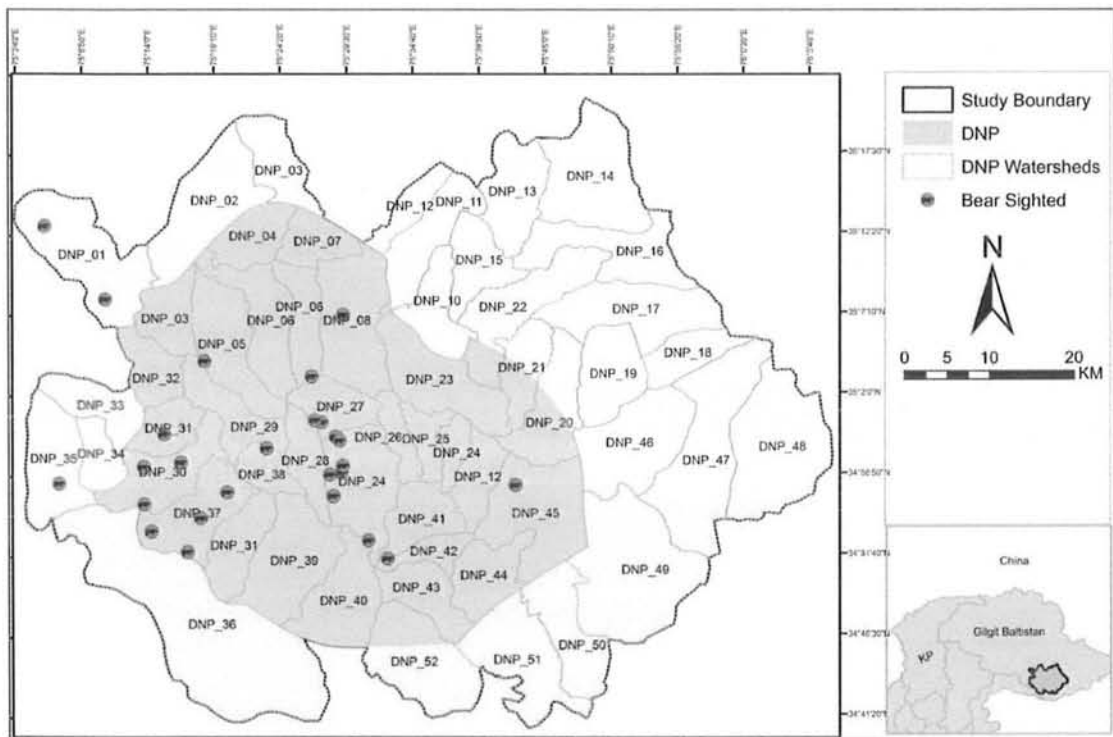 Study Boundary
DNP
DNP Watersheds
Bear Sighted
N
0 5 10 20
KM
China
Gilgit Baltistan
KP
DNP_03
DNP_14
DNP_13
DNP_02
DNP_12
DNP_11
DNP_04
DNP_07
DNP_01
DNP_16
DNP_15
DNP_10
DNP_22
DNP_17
DNP_06
DNP_06
DNP_08
DNP_03
DNP_05
DNP_18
DNP_21
DNP_19
DNP_32
DNP_23
DNP_33
DNP_27
DNP_20
DNP_31
DNP_29
DNP_26
DNP_25
DNP_46
DNP_48
DNP_34
DNP_24
DNP_47
DNP_35
DNP_30
DNP_28
DNP_38
DNP_24
DNP_12
DNP_45
DNP_37
DNP_41
DNP_31
DNP_39
DNP_42
DNP_44
DNP_49
DNP_43
DNP_40
DNP_36
DNP_50
DNP_52
DNP_51
34°41'20"N